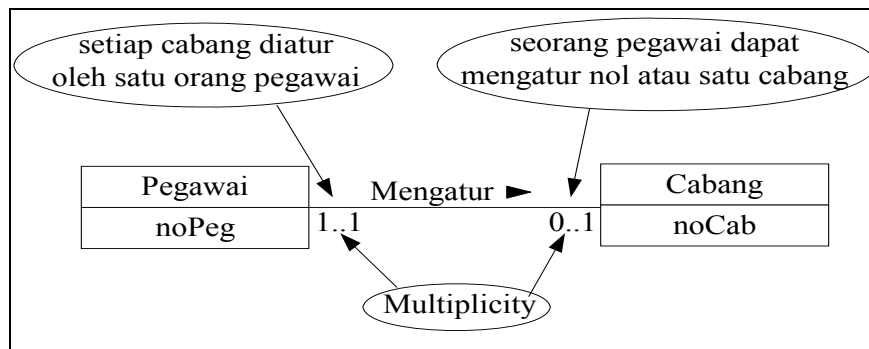 setiap cabang diatur
oleh satu orang pegawai
seorang pegawai dapat
mengatur nol atau satu cabang
Pegawai
noPeg
Mengatur
1..1
0..1
Cabang
noCab
Multiplicity